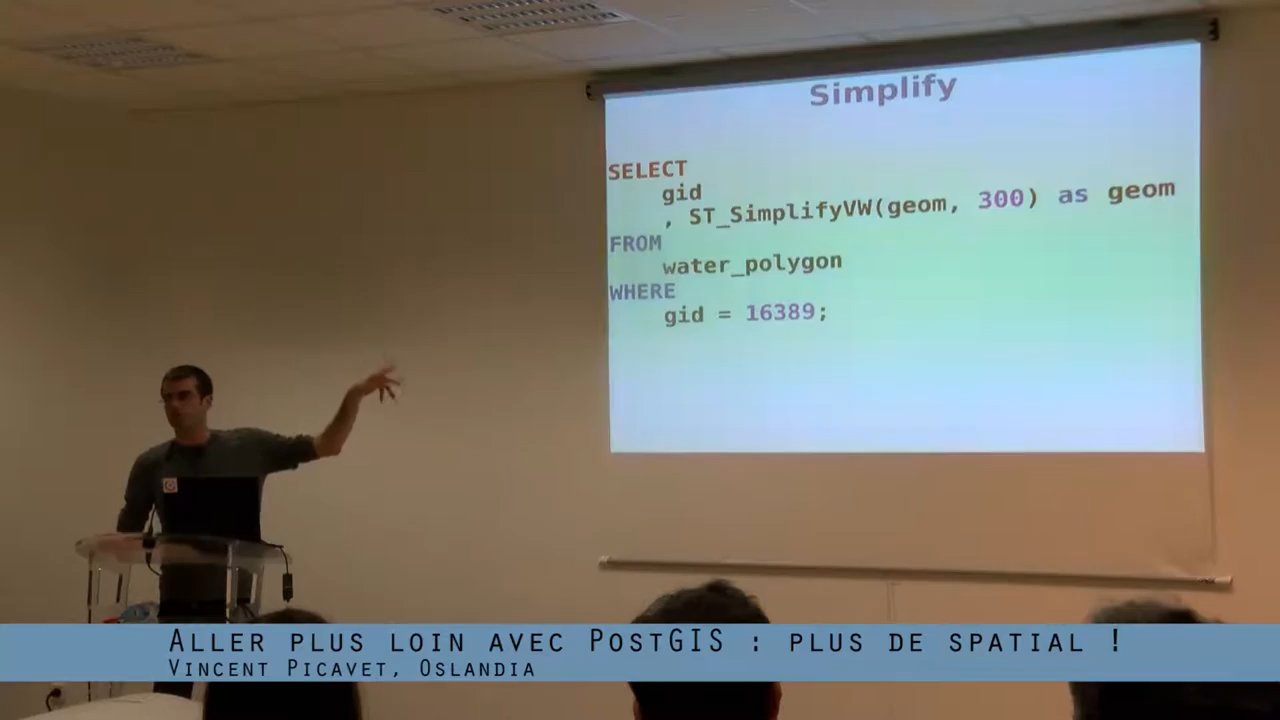 Simplify
SELECT
gid
, ST_SimplifyVW(geom, 300) as geom
FROM
water_polygon
WHERE
gid = 16389;
ALLER PLUS LOIN AVEC POSTGIS : PLUS DE SPATIAL !
VINCENT PICAVET, OSLANDIA